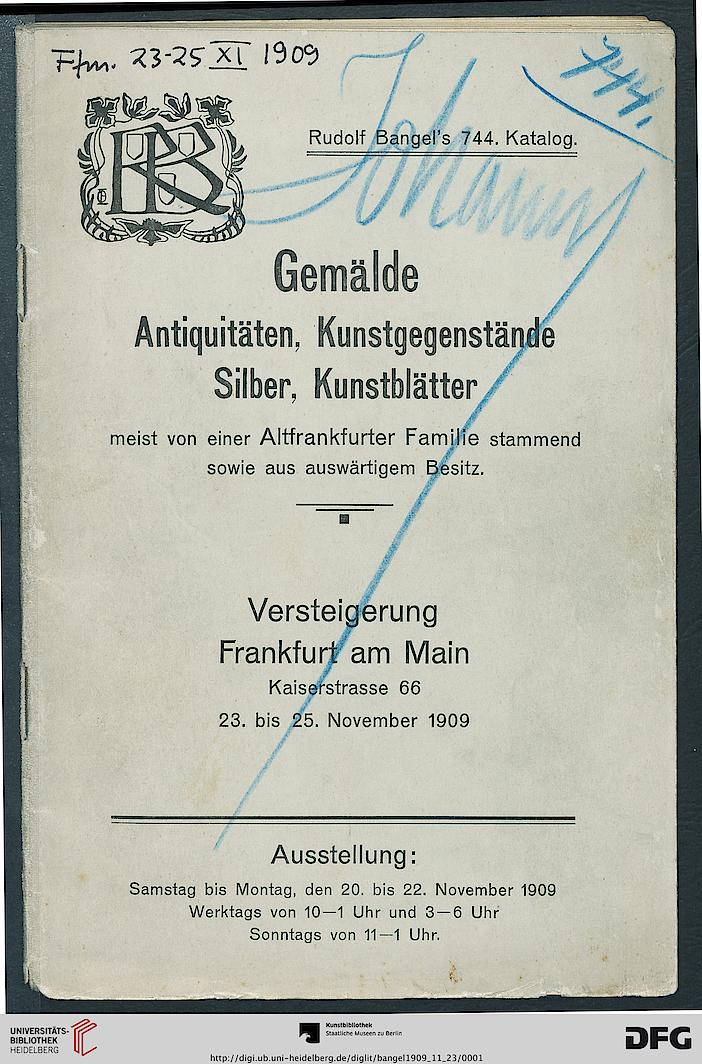 Ffm. 23-25 XI 1909
744.
Rudolf Bangel's 744. Katalog.
RB
Gemälde
Antiquitäten, Kunstgegenstände
Silber, Kunstblätter
meist von einer Altfrankfurter Familie stammend
sowie aus auswärtigem Besitz.
Versteigerung
Frankfurt am Main
Kaiserstrasse 66
23. bis 25. November 1909
Ausstellung:
Samstag bis Montag, den 20. bis 22. November 1909
Werktags von 10—1 Uhr und 3—6 Uhr
Sonntags von 11—1 Uhr.
UNIVERSITÄTS-
BIBLIOTHEK
HEIDELBERG
Kunstbibliothek
Staatliche Museen zu Berlin
DFG
http://digi.ub.uni-heidelberg.de/diglit/bangel1909_11_23/0001